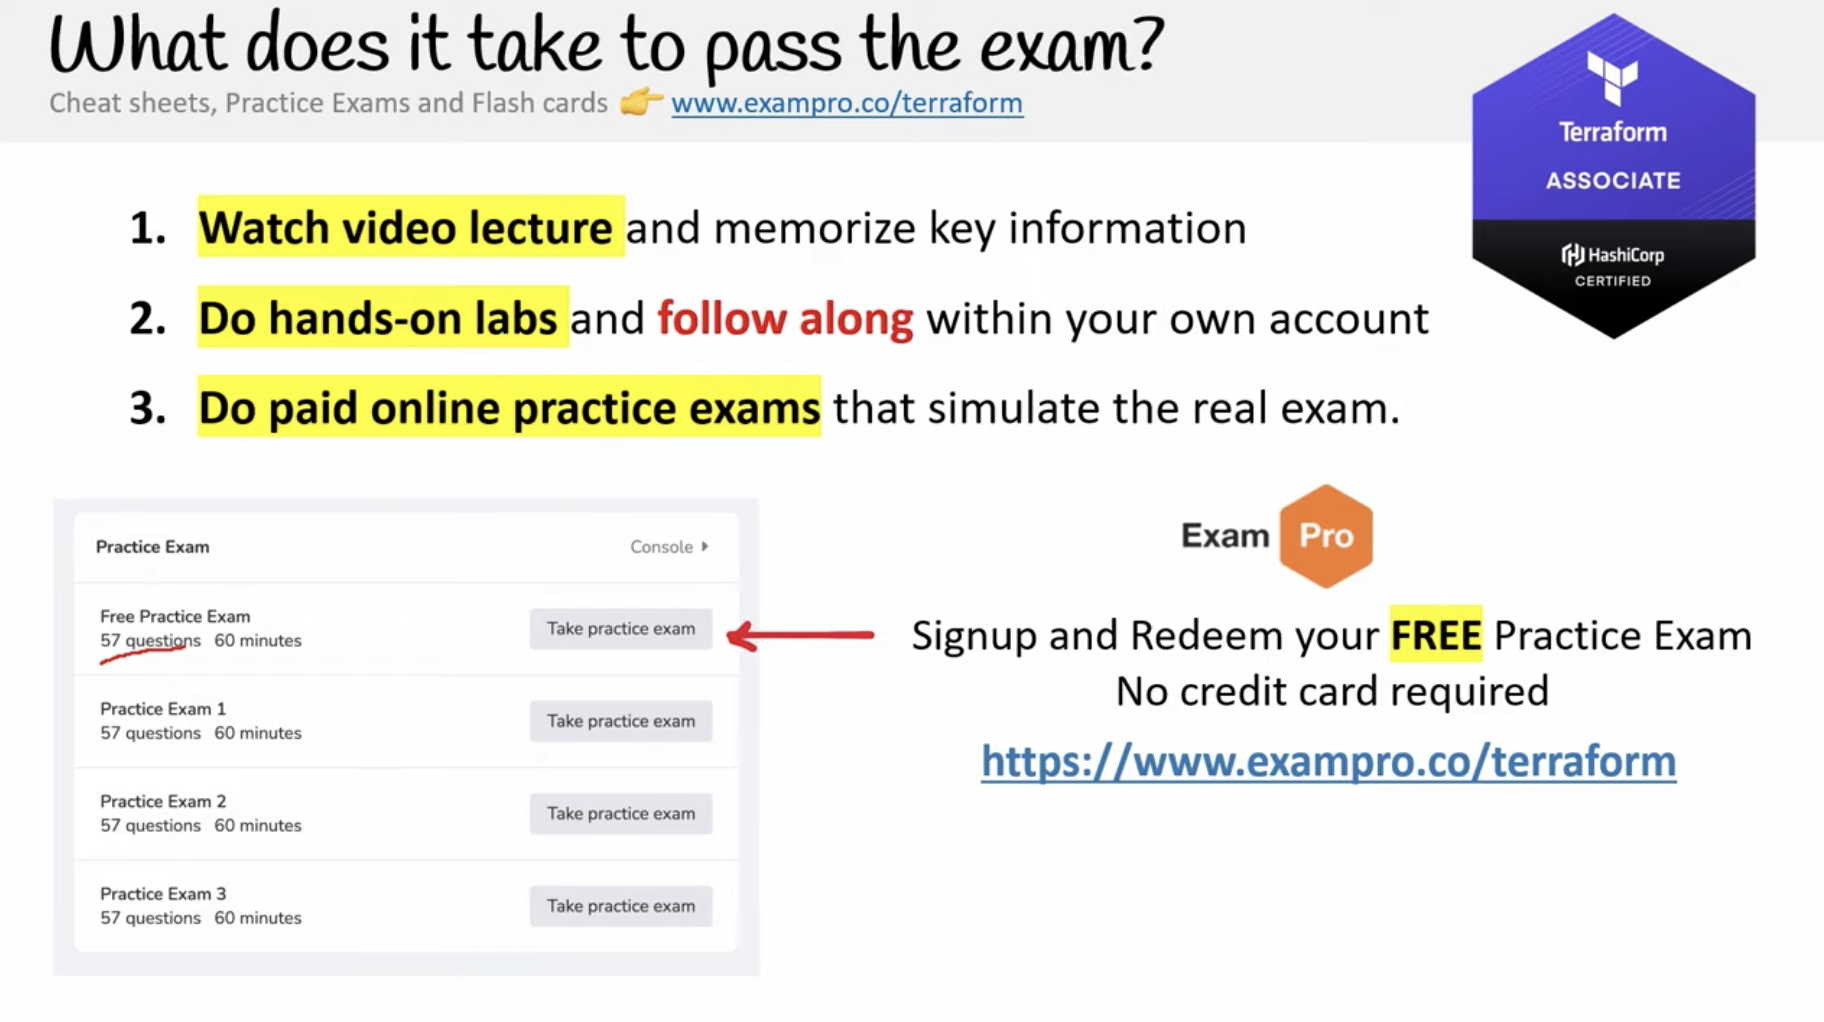 What does it take to pass the exam?
Cheat sheets, Practice Exams and Flash cards 👉 www.exampro.co/terraform
Terraform
ASSOCIATE
HashiCorp
CERTIFIED
1. Watch video lecture and memorize key information
2. Do hands-on labs and follow along within your own account
3. Do paid online practice exams that simulate the real exam.
Practice Exam Console
Free Practice Exam
57 questions 60 minutes
Take practice exam
Practice Exam 1
57 questions 60 minutes
Take practice exam
Practice Exam 2
57 questions 60 minutes
Take practice exam
Practice Exam 3
57 questions 60 minutes
Take practice exam
Exam Pro
Signup and Redeem your FREE Practice Exam
No credit card required
https://www.exampro.co/terraform